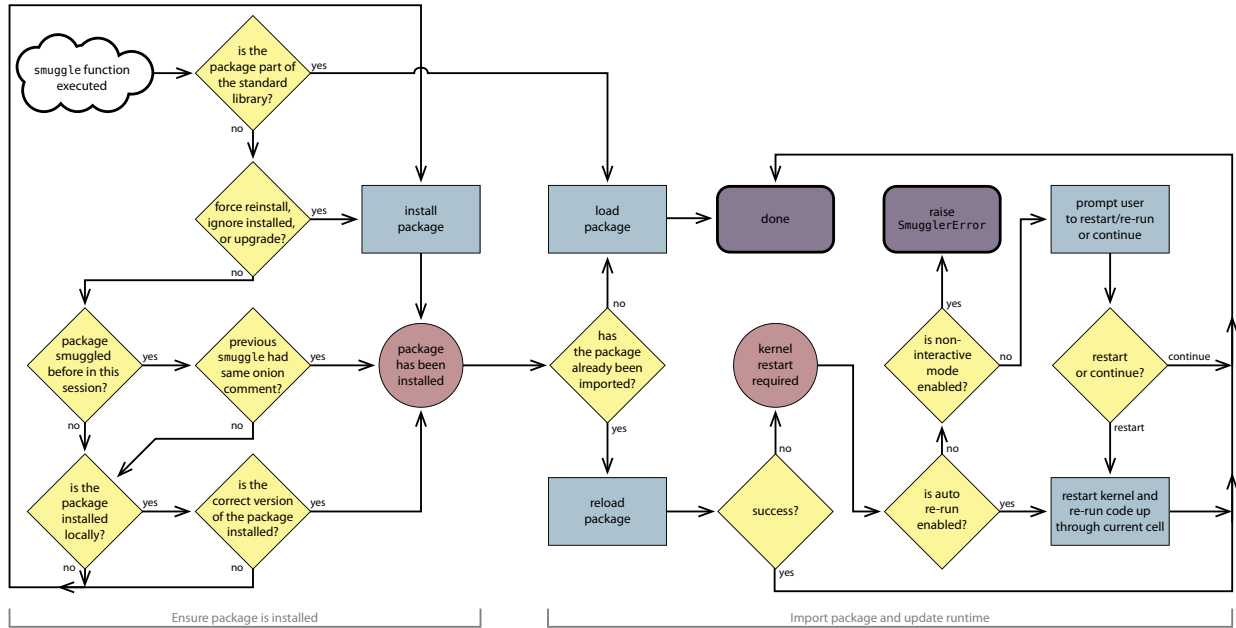 smuggle function
executed
is the
package part of
the standard
library?
yes
no
force reinstall,
ignore installed,
or upgrade?
yes
no
install
package
load
package
done
raise
SmugglerError
prompt user
to restart/re-run
or continue
package
smuggled
before in this
session?
yes
no
previous
smuggle had
same onion
comment?
yes
no
package
has been
installed
has
the package
already been
imported?
no
yes
kernel
restart
required
is non-
interactive
mode enabled?
yes
no
restart
or continue?
continue
restart
is the
package
installed
locally?
yes
no
is the
correct version
of the package
installed?
yes
no
reload
package
success?
no
yes
is auto
re-run
enabled?
no
yes
restart kernel and
re-run code up
through current cell
Ensure package is installed
Import package and update runtime